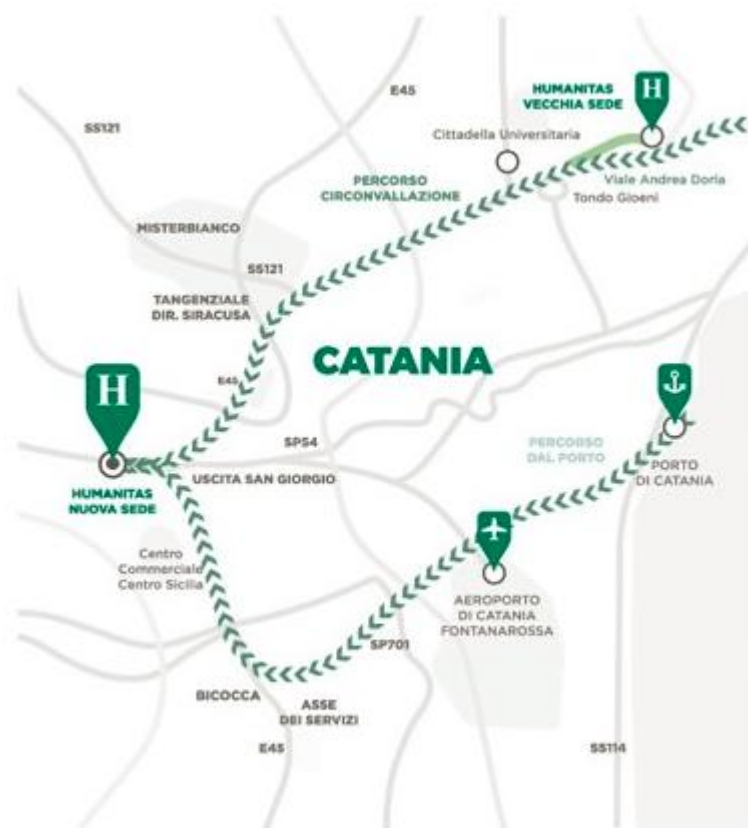 E45
HUMANITAS
VECCHIA SEDE
H
SS121
Cittadella Universitaria
PERCORSO
CIRCONVALLAZIONE
Viale Andrea Doria
Tondo Gioeni
MISTERBIANCO
SS121
TANGENZIALE
DIR. SIRACUSA
CATANIA
H
E45
SP54
PERCORSO
DAL PORTO
PORTO
DI CATANIA
USCITA SAN GIORGIO
HUMANITAS
NUOVA SEDE
Centro
Commerciale
Centro Sicilia
AEROPORTO
DI CATANIA
FONTANAROSSA
SP701
BICOCCA
ASSE
DEI SERVIZI
E45
SS114